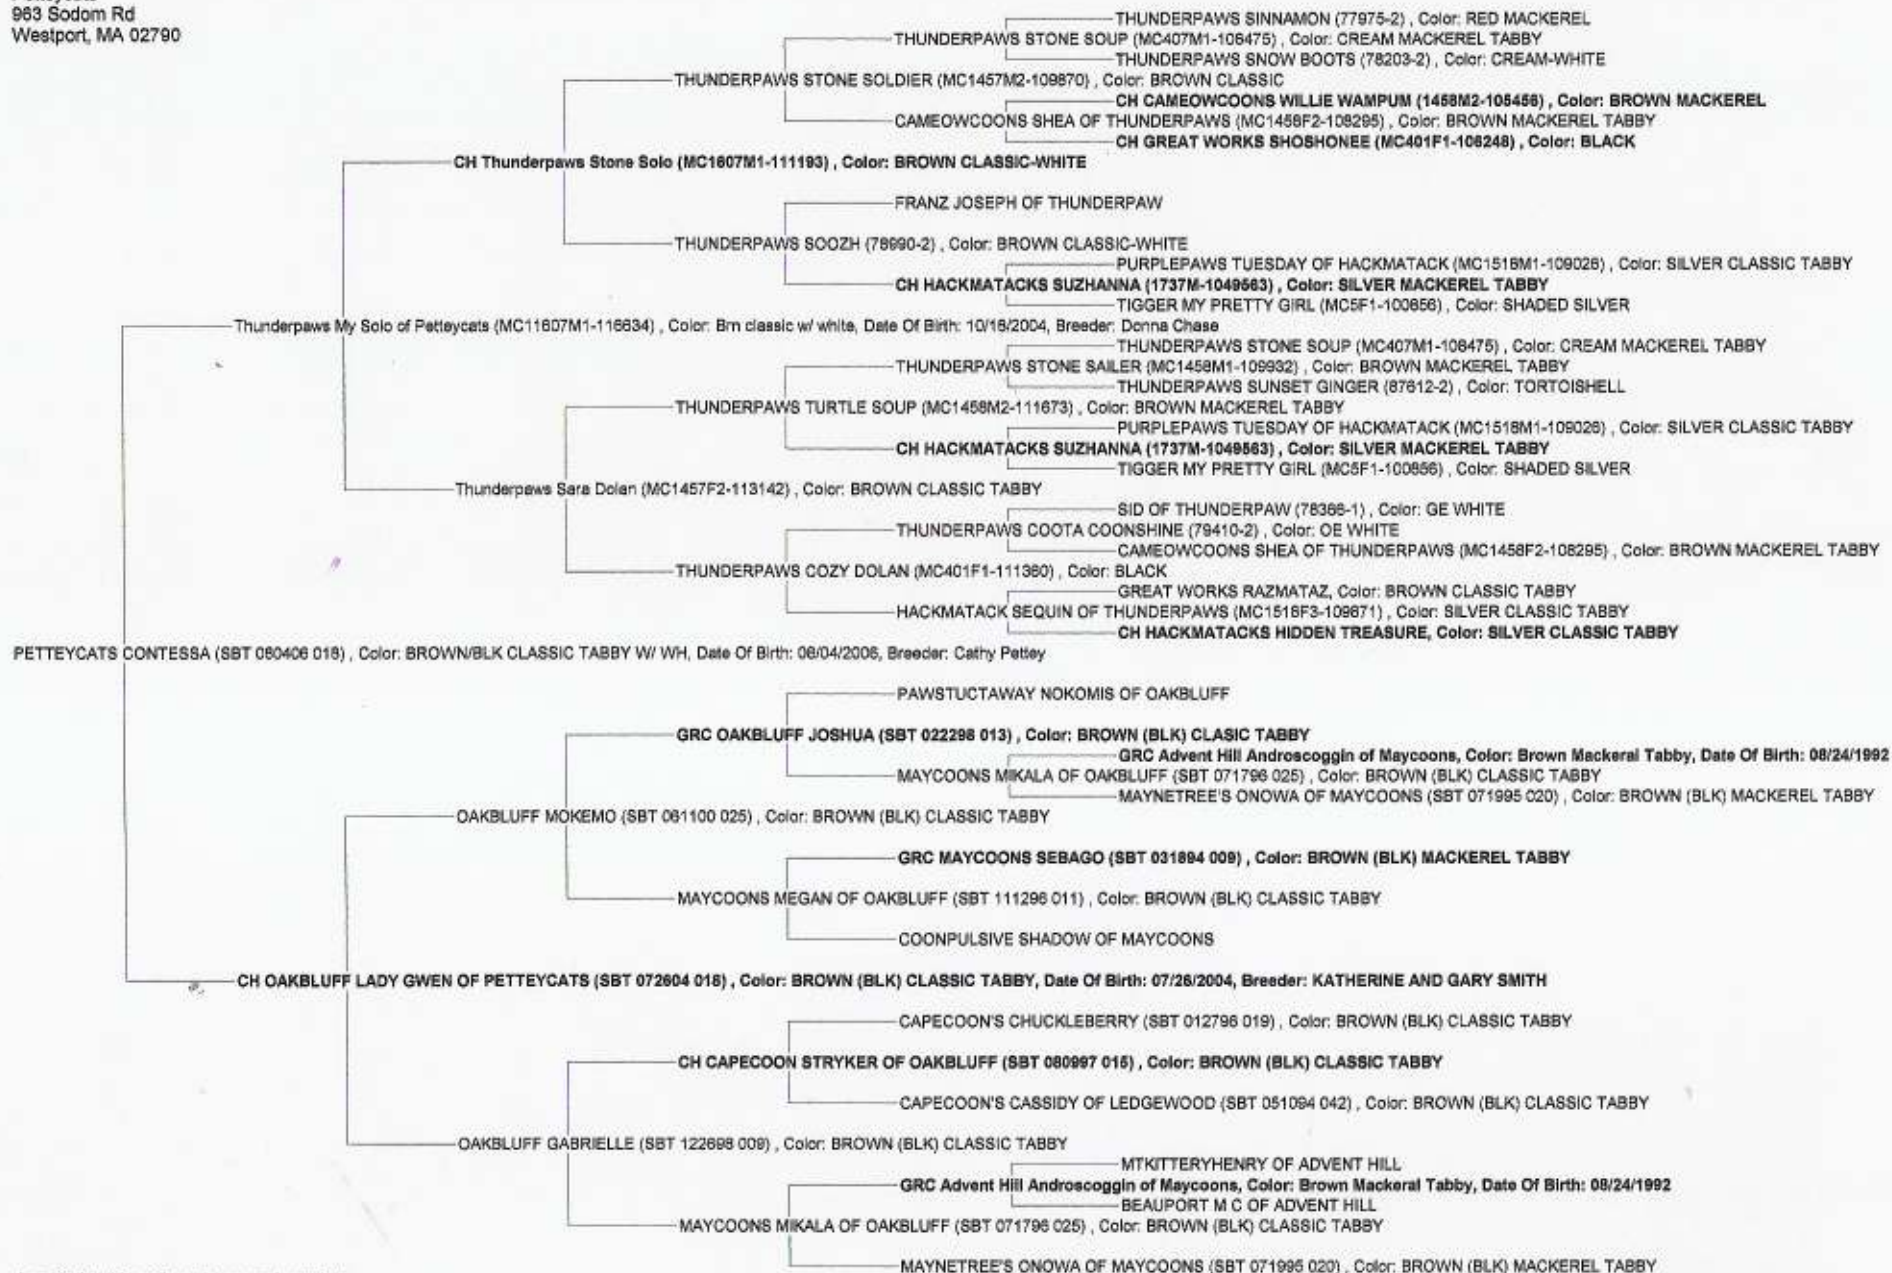 963 Sodom Rd
Westport, MA 02790
THUNDERPAWS SINNAMON (77975-2) , Color: RED MACKEREL
THUNDERPAWS STONE SOUP (MC407M1-106475) , Color: CREAM MACKEREL TABBY
THUNDERPAWS SNOW BOOTS (78203-2) , Color: CREAM-WHITE
THUNDERPAWS STONE SOLDIER (MC1457M2-109870) , Color: BROWN CLASSIC
CH CAMEOWCOONS WILLIE WAMPUM (1458M2-105456) , Color: BROWN MACKEREL
CAMEOWCOONS SHEA OF THUNDERPAWS (MC1458F2-108295) , Color: BROWN MACKEREL TABBY
CH GREAT WORKS SHOSHONEE (MC401F1-106248) , Color: BLACK
CH Thunderpaws Stone Solo (MC1607M1-111193) , Color: BROWN CLASSIC-WHITE
FRANZ JOSEPH OF THUNDERPAW
THUNDERPAWS SOOZH (78990-2) , Color: BROWN CLASSIC-WHITE
PURPLEPAWS TUESDAY OF HACKMATACK (MC1518M1-109026) , Color: SILVER CLASSIC TABBY
CH HACKMATACKS SUZHANNA (1737M-1049563) , Color: SILVER MACKEREL TABBY
TIGGER MY PRETTY GIRL (MC5F1-100856) , Color: SHADED SILVER
Thunderpaws My Solo of Petteycats (MC11607M1-116634) , Color: Brn classic w/ white, Date Of Birth: 10/16/2004, Breeder: Donna Chase
THUNDERPAWS STONE SOUP (MC407M1-106475) , Color: CREAM MACKEREL TABBY
THUNDERPAWS STONE SAILER (MC1458M1-109932) , Color: BROWN MACKEREL TABBY
THUNDERPAWS SUNSET GINGER (87612-2) , Color: TORTOISHELL
THUNDERPAWS TURTLE SOUP (MC1458M2-111673) , Color: BROWN MACKEREL TABBY
PURPLEPAWS TUESDAY OF HACKMATACK (MC1518M1-109026) , Color: SILVER CLASSIC TABBY
CH HACKMATACKS SUZHANNA (1737M-1049563) , Color: SILVER MACKEREL TABBY
TIGGER MY PRETTY GIRL (MC5F1-100856) , Color: SHADED SILVER
Thunderpaws Sara Dolan (MC1457F2-113142) , Color: BROWN CLASSIC TABBY
SID OF THUNDERPAW (78366-1) , Color: GE WHITE
THUNDERPAWS COOTA COONSHINE (79410-2) , Color: OE WHITE
CAMEOWCOONS SHEA OF THUNDERPAWS (MC1458F2-108295) , Color: BROWN MACKEREL TABBY
THUNDERPAWS COZY DOLAN (MC401F1-111360) , Color: BLACK
GREAT WORKS RAZMATAZ, Color: BROWN CLASSIC TABBY
HACKMATACK SEQUIN OF THUNDERPAWS (MC1516F3-109871) , Color: SILVER CLASSIC TABBY
CH HACKMATACKS HIDDEN TREASURE, Color: SILVER CLASSIC TABBY
PETTEYCATS CONTESSA (SBT 080406 018) , Color: BROWN/BLK CLASSIC TABBY W/ WH, Date Of Birth: 08/04/2006, Breeder: Cathy Pettey
PAWSTUCTAWAY NOKOMIS OF OAKBLUFF
GRC OAKBLUFF JOSHUA (SBT 022298 013) , Color: BROWN (BLK) CLASIC TABBY
GRC Advent Hill Androscoggin of Maycoons, Color: Brown Mackeral Tabby, Date Of Birth: 08/24/1992
MAYCOONS MIKALA OF OAKBLUFF (SBT 071796 025) , Color: BROWN (BLK) CLASSIC TABBY
MAYNETREE'S ONOWA OF MAYCOONS (SBT 071995 020) , Color: BROWN (BLK) MACKEREL TABBY
OAKBLUFF MOKEMO (SBT 061100 025) , Color: BROWN (BLK) CLASSIC TABBY
GRC MAYCOONS SEBAGO (SBT 031894 009) , Color: BROWN (BLK) MACKEREL TABBY
MAYCOONS MEGAN OF OAKBLUFF (SBT 111296 011) , Color: BROWN (BLK) CLASSIC TABBY
COONPULSIVE SHADOW OF MAYCOONS
CH OAKBLUFF LADY GWEN OF PETTEYCATS (SBT 072604 018) , Color: BROWN (BLK) CLASSIC TABBY, Date Of Birth: 07/26/2004, Breeder: KATHERINE AND GARY SMITH
CAPECOON'S CHUCKLEBERRY (SBT 012796 019) , Color: BROWN (BLK) CLASSIC TABBY
CH CAPECOON STRYKER OF OAKBLUFF (SBT 080997 015) , Color: BROWN (BLK) CLASSIC TABBY
CAPECOON'S CASSIDY OF LEDGEWOOD (SBT 051094 042) , Color: BROWN (BLK) CLASSIC TABBY
OAKBLUFF GABRIELLE (SBT 122698 009) , Color: BROWN (BLK) CLASSIC TABBY
MTKITTERYHENRY OF ADVENT HILL
GRC Advent Hill Androscoggin of Maycoons, Color: Brown Mackeral Tabby, Date Of Birth: 08/24/1992
BEAUPORT M C OF ADVENT HILL
MAYCOONS MIKALA OF OAKBLUFF (SBT 071796 025) , Color: BROWN (BLK) CLASSIC TABBY
MAYNETREE'S ONOWA OF MAYCOONS (SBT 071995 020) , Color: BROWN (BLK) MACKEREL TABBY